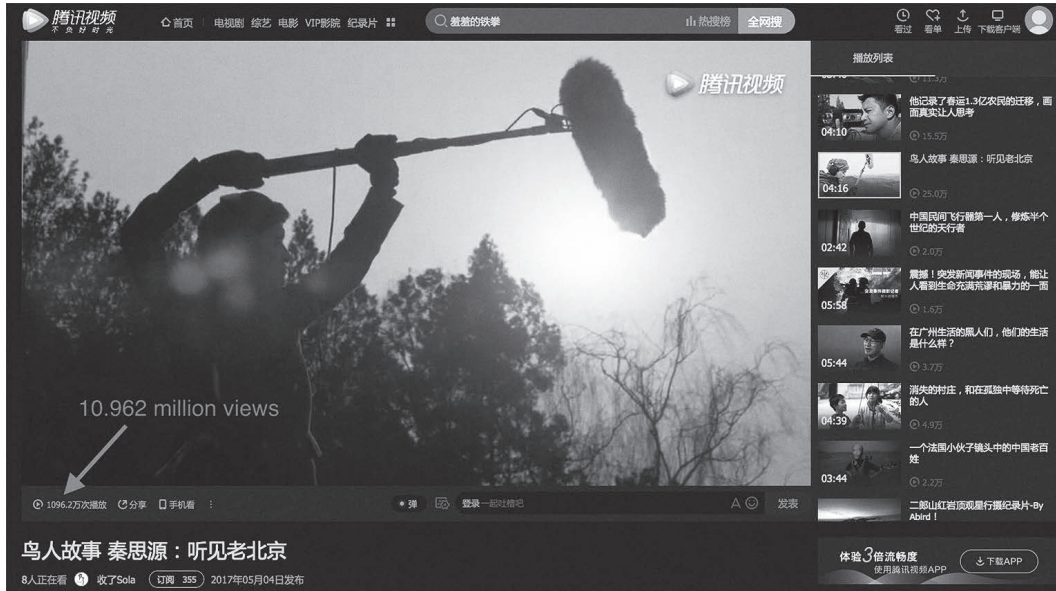 腾讯视频
不负好时光
首页 电视剧 综艺 电影 VIP影院 纪录片
羞羞的铁拳 热搜榜 全网搜
看过 看单 上传 下载客户端
腾讯视频
10.962 million views
1096.2万次播放 分享 手机看
弹 登录一起吐槽吧 A 发表
鸟人故事 秦思源：听见老北京
8人正在看 收了Sola 订阅 355 2017年05月04日发布
播放列表
04:10
他记录了春运1.3亿农民的迁移，画
面真实让人思考
15.5万
04:16
鸟人故事 秦思源：听见老北京
25.0万
02:42
中国民间飞行器第一人，修炼半个
世纪的天行者
2.0万
05:58
震撼！突发新闻事件的现场，能让
人看到生命充满荒谬和暴力的一面
1.6万
05:44
在广州生活的黑人们，他们的生活
是什么样？
3.7万
04:39
消失的村庄，和在孤独中等待死亡
的人
4.9万
03:44
一个法国小伙子镜头中的中国老百
姓
2.2万
二郎山红岩顶观星行摄纪录片-By
Abird！
体验3倍流畅度
使用腾讯视频APP
下载APP